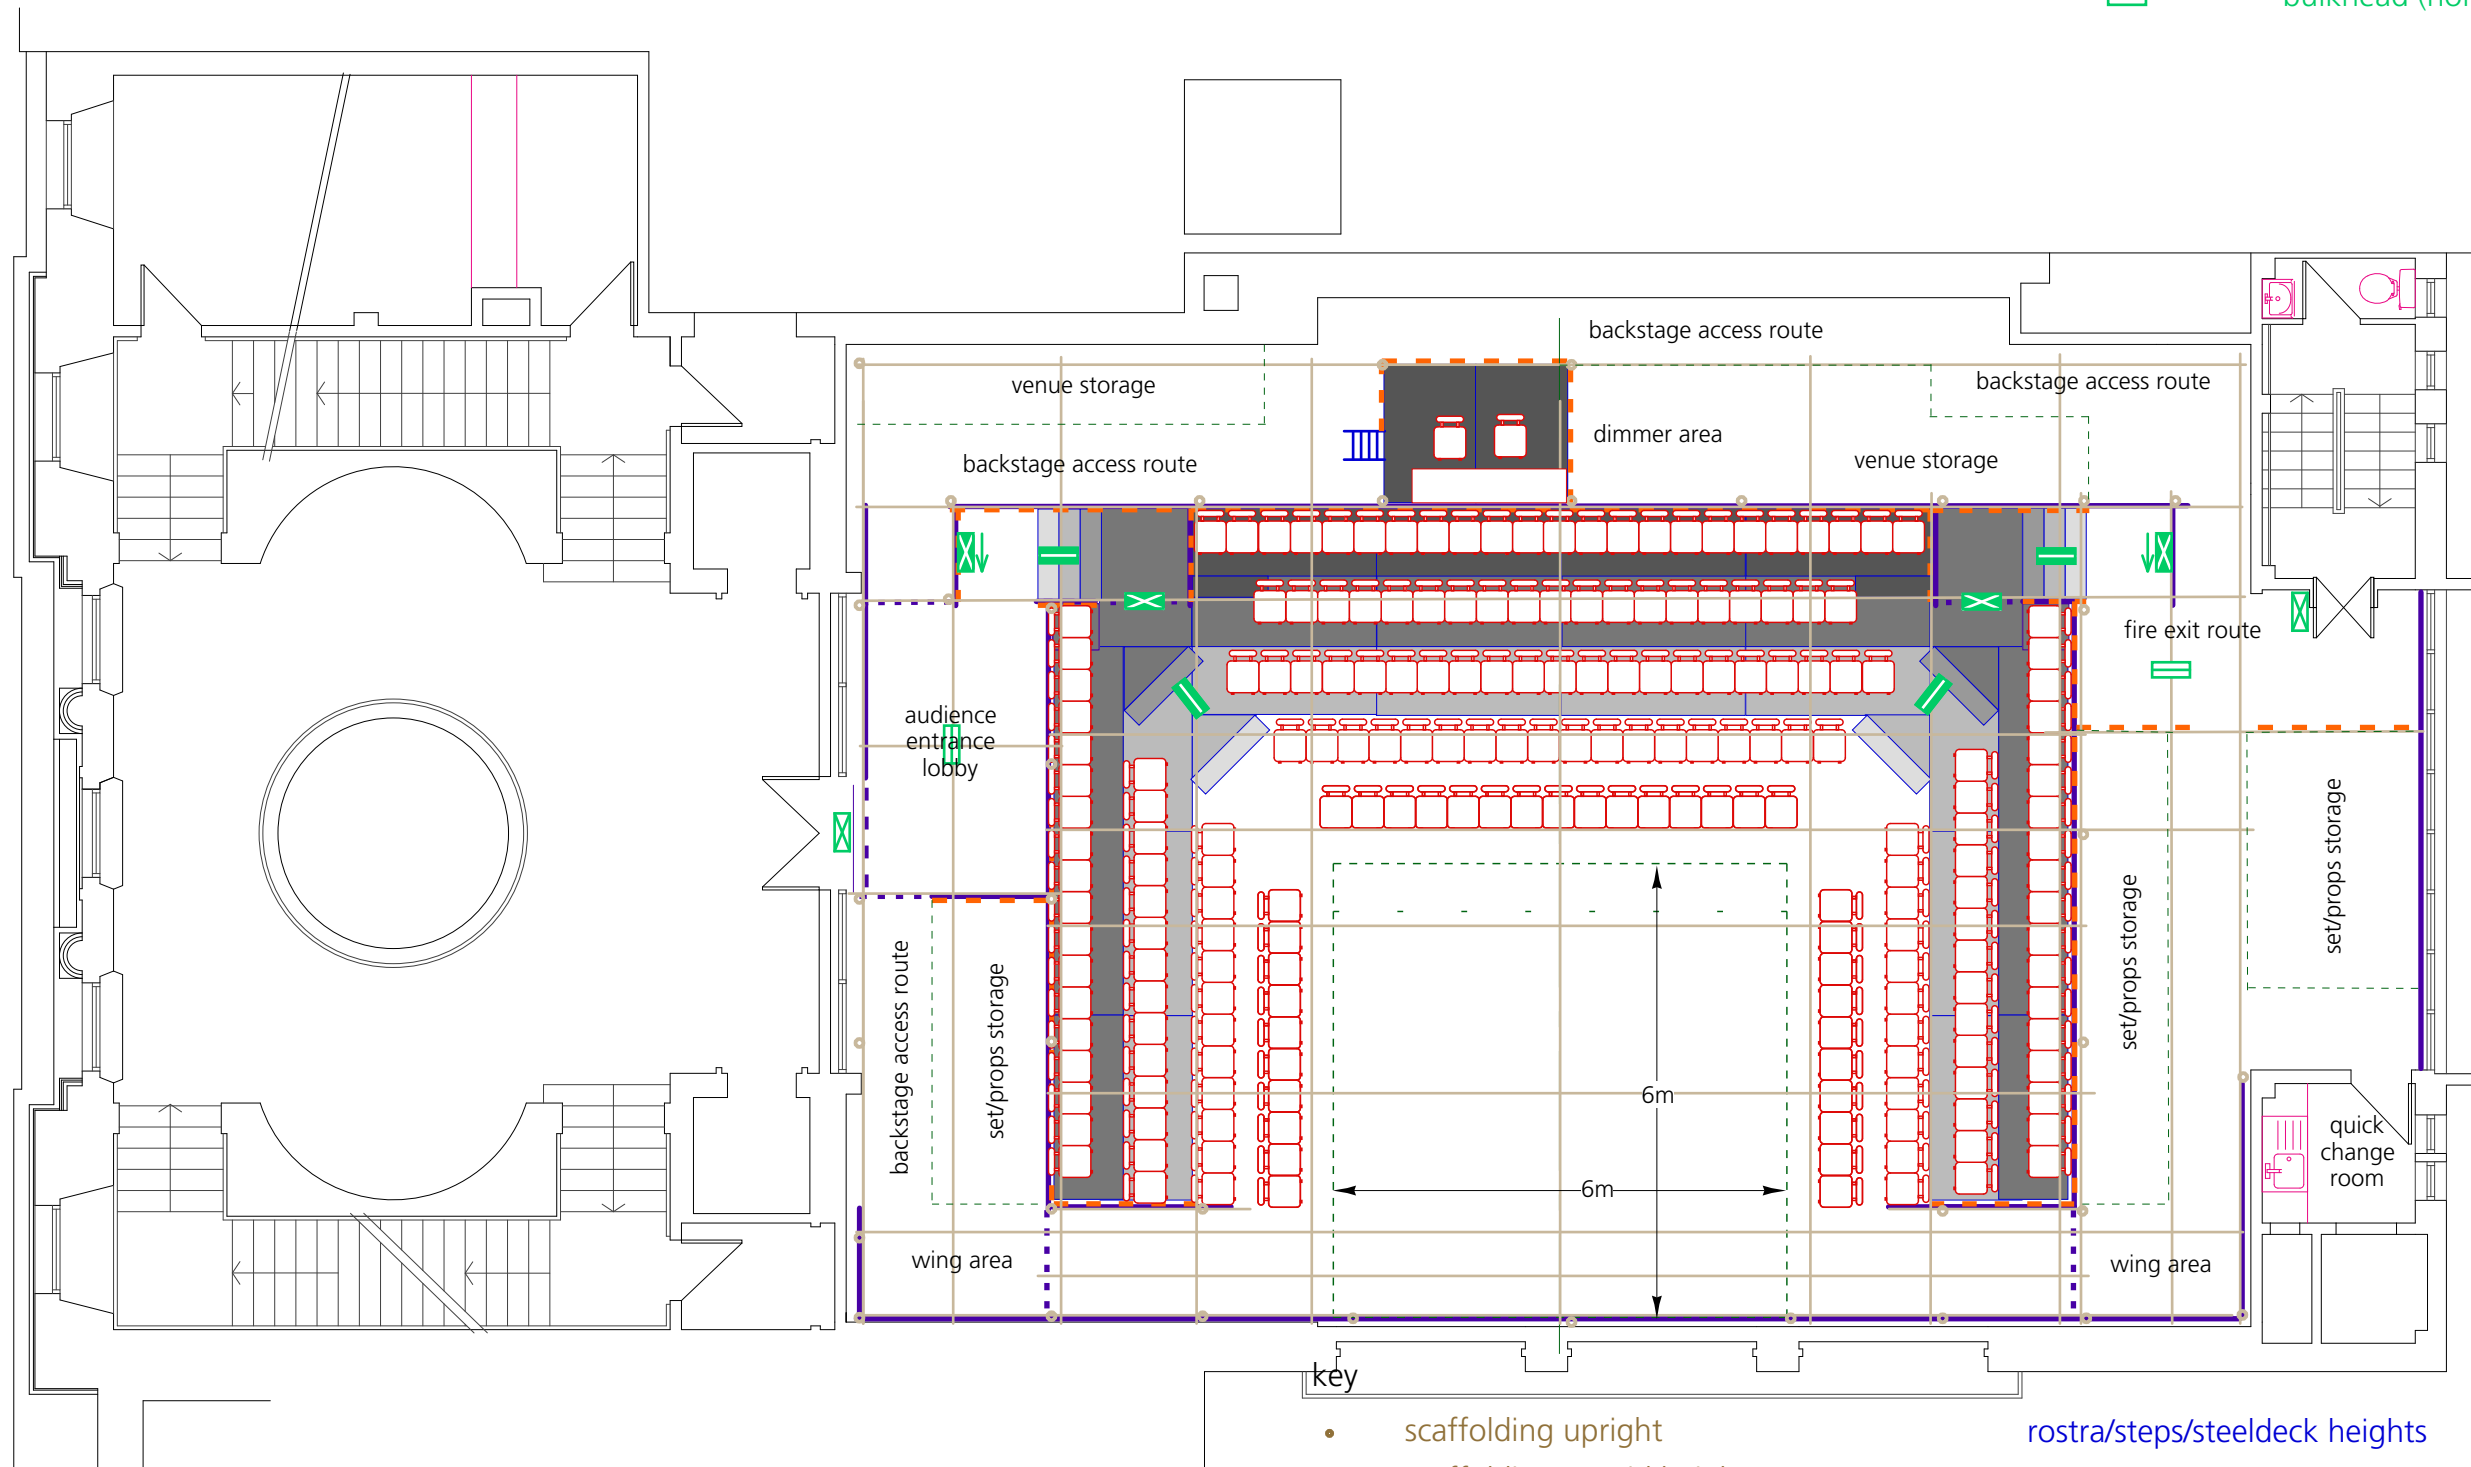 bulkhead
backstage access route
venue storage
backstage access route
dimmer area
backstage access route
venue storage
fire exit route
audience
entrance
lobby
set/props storage
set/props storage
backstage access route
set/props storage
6m
6m
quick
change
room
wing area
wing area
key
scaffolding upright
rostra/steps/steeldeck heights